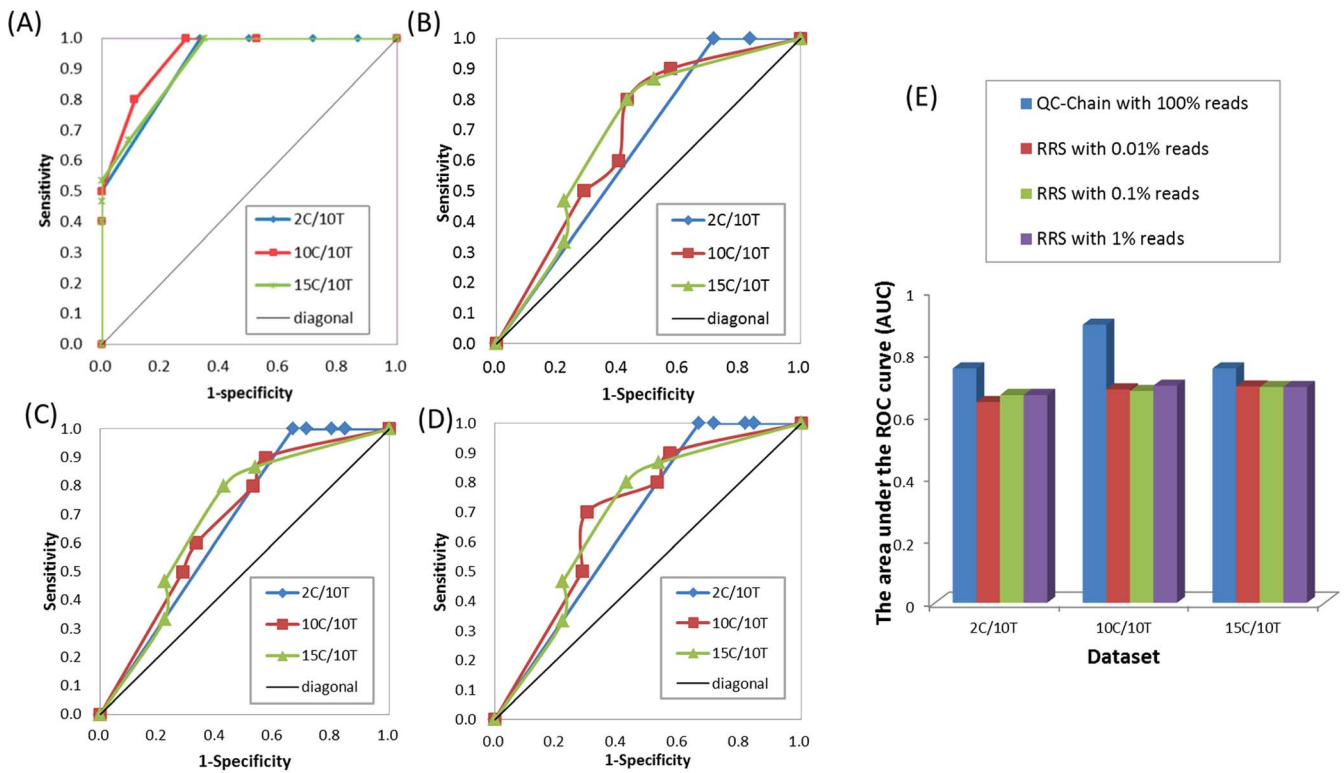 (A)
Sensitivity
1.0
0.9
0.8
0.7
0.6
0.5
0.4
0.3
0.2
0.1
0.0
0.0
0.2
0.4
0.6
0.8
1.0
1-specificity
2C/10T
10C/10T
15C/10T
diagonal
(B)
Sensitivity
1.0
0.9
0.8
0.7
0.6
0.5
0.4
0.3
0.2
0.1
0.0
0.0
0.2
0.4
0.6
0.8
1.0
1-Specificity
2C/10T
10C/10T
15C/10T
diagonal
(C)
Sensitivity
1.0
0.9
0.8
0.7
0.6
0.5
0.4
0.3
0.2
0.1
0.0
0.0
0.2
0.4
0.6
0.8
1.0
1-Specificity
2C/10T
10C/10T
15C/10T
diagonal
(D)
Sensitivity
1.0
0.9
0.8
0.7
0.6
0.5
0.4
0.3
0.2
0.1
0.0
0.0
0.2
0.4
0.6
0.8
1.0
1-Specificity
2C/10T
10C/10T
15C/10T
diagonal
(E)
QC-Chain with 100% reads
RRS with 0.01% reads
RRS with 0.1% reads
RRS with 1% reads
The area under the ROC curve (AUC)
1
0.8
0.6
0.4
0.2
0
2C/10T
10C/10T
15C/10T
Dataset